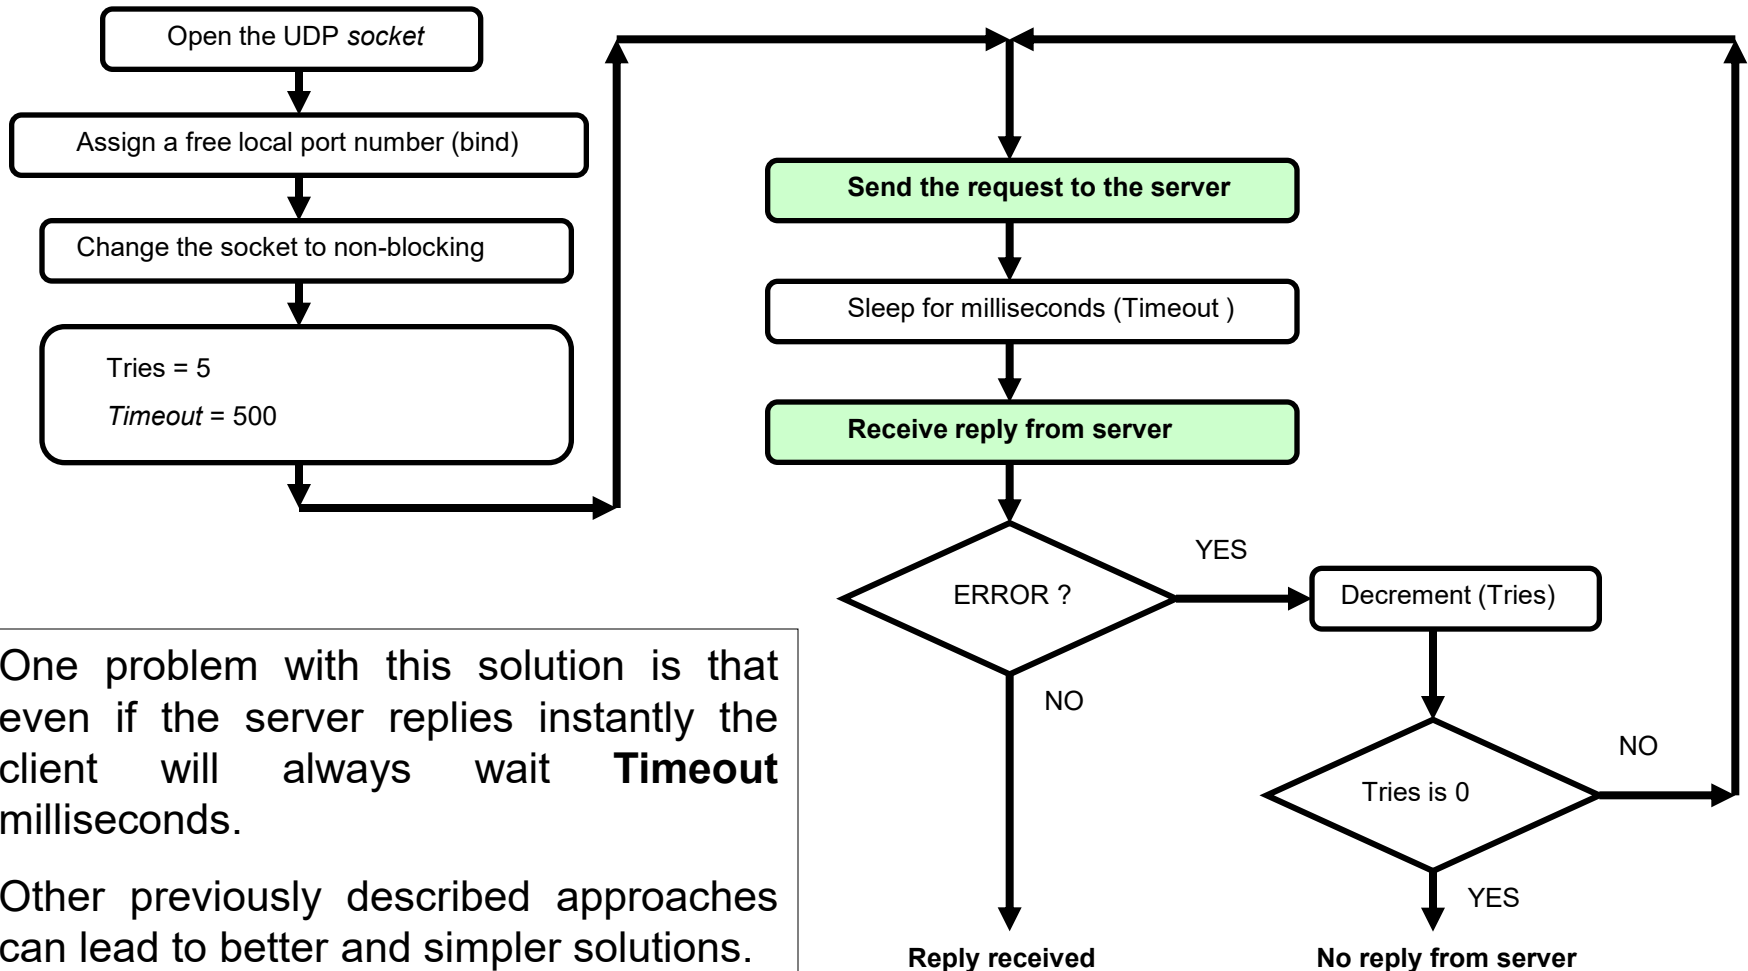 Open the UDP socket
Assign a free local port number (bind)
Change the socket to non-blocking
Tries = 5
Timeout = 500
Send the request to the server
Sleep for milliseconds (Timeout )
Receive reply from server
ERROR ?
YES
Decrement (Tries)
NO
Tries is 0
NO
YES
Reply received
No reply from server
One problem with this solution is that
even if the server replies instantly the
client will always wait Timeout
milliseconds.
Other previously described approaches
can lead to better and simpler solutions.